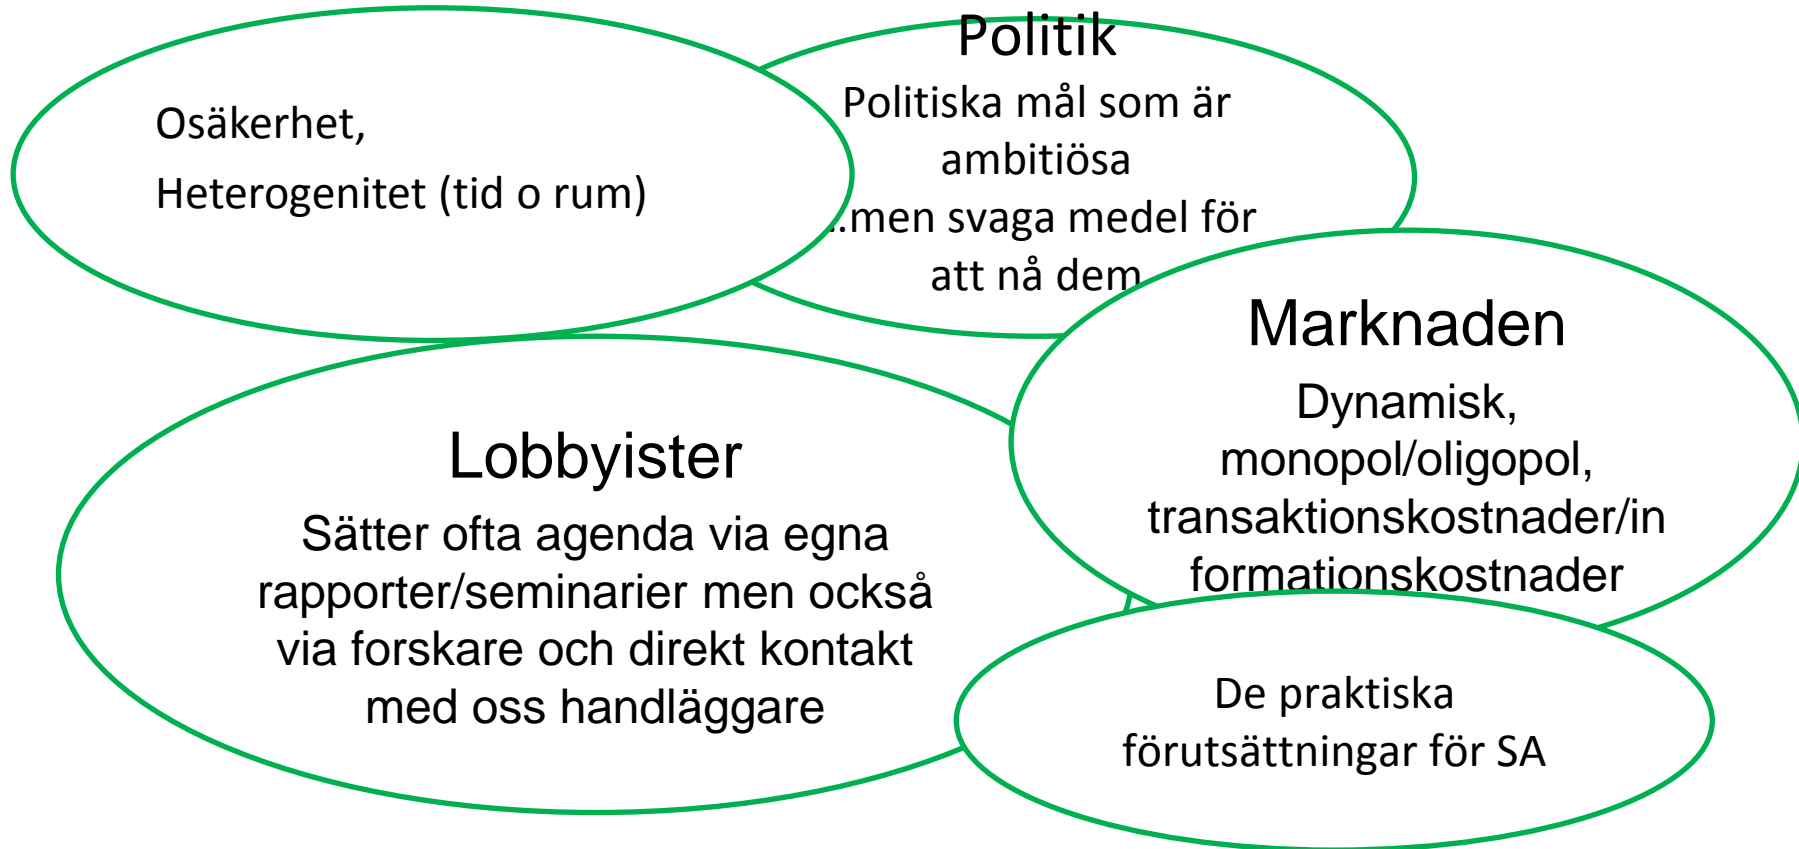 Osäkerhet,
Heterogenitet (tid o rum)
Politik
Politiska mål som är
ambitiösa
..men svaga medel för
att nå dem
Marknaden
Dynamisk,
monopol/oligopol,
transaktionskostnader/in
formationskostnader
Lobbyister
Sätter ofta agenda via egna
rapporter/seminarier men också
via forskare och direkt kontakt
med oss handläggare
De praktiska
förutsättningar för SA